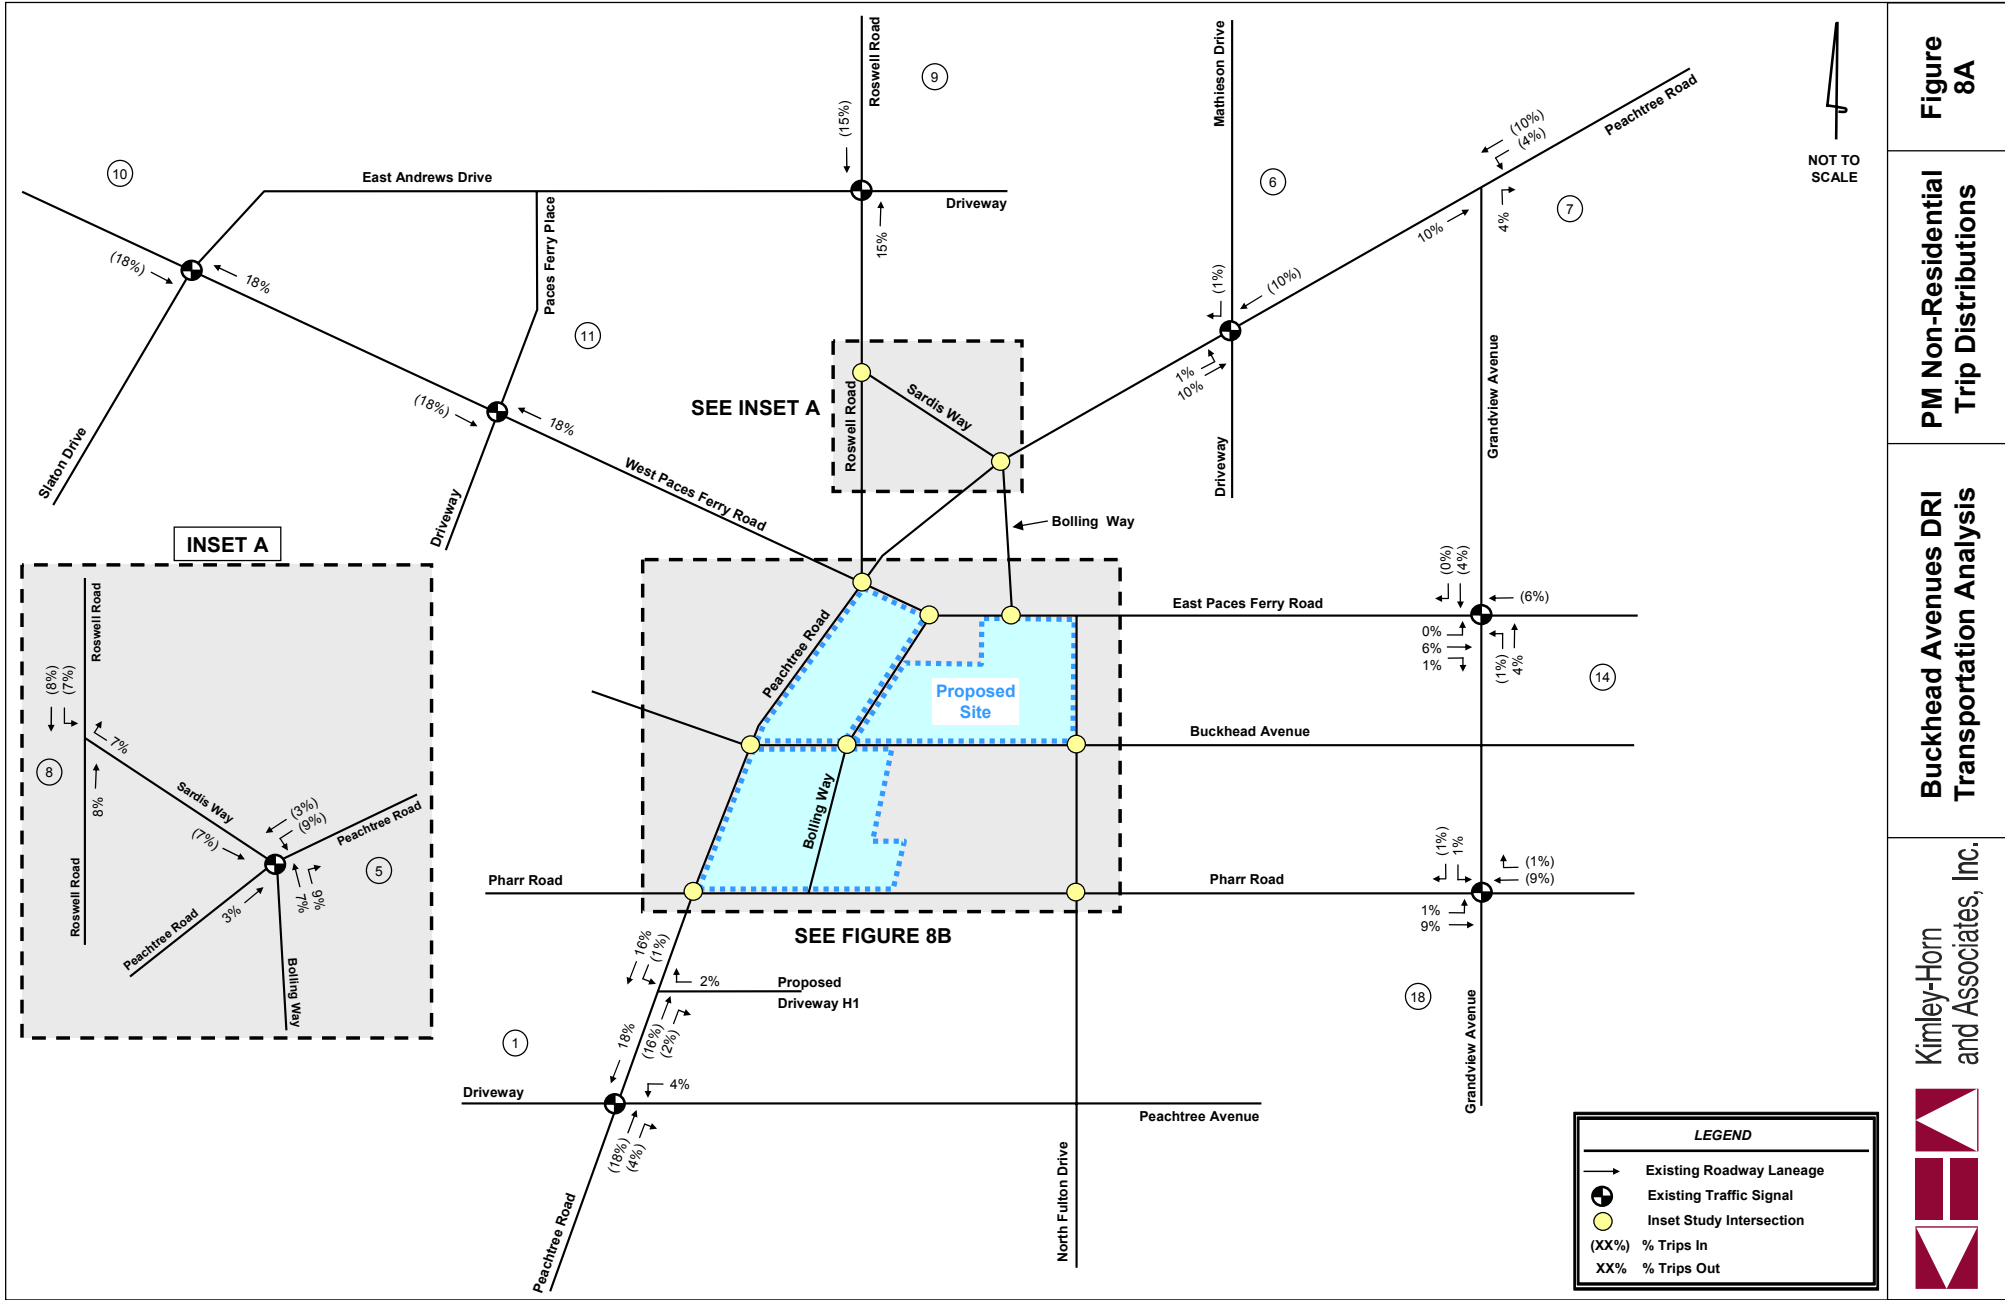 Roswell Road
9
(15%)
Mathieson Drive
Peachtree Road
(10%)
(4%)
NOT TO
SCALE
10
East Andrews Drive
Driveway
6
7
4%
10%
15%
Paces Ferry Place
(18%)
18%
(1%)
(10%)
11
1%
10%
Grandview Avenue
(18%)
18%
SEE INSET A
Roswell Road
Sardis Way
Driveway
Slaton Drive
Driveway
West Paces Ferry Road
Bolling Way
INSET A
Roswell Road
(8%)
(7%)
7%
8
8%
Sardis Way
(7%)
(3%)
(9%)
Peachtree Road
5
9%
7%
3%
Peachtree Road
Roswell Road
Bolling Way
East Paces Ferry Road
(0%)
(4%)
(6%)
0%
6%
1%
(1%)
4%
14
Peachtree Road
Proposed
Site
Buckhead Avenue
Bolling Way
Pharr Road
Pharr Road
(1%)
1%
(1%)
(9%)
1%
9%
18
Grandview Avenue
SEE FIGURE 8B
16%
(1%)
2%
Proposed
Driveway H1
1
18%
(16%)
(2%)
Driveway
4%
Peachtree Avenue
(18%)
(4%)
Peachtree Road
North Fulton Drive
LEGEND
Existing Roadway Laneage
Existing Traffic Signal
Inset Study Intersection
(XX%) % Trips In
XX% % Trips Out
Figure
8A
PM Non-Residential
Trip Distributions
Buckhead Avenues DRI
Transportation Analysis
Kimley-Horn
and Associates, Inc.